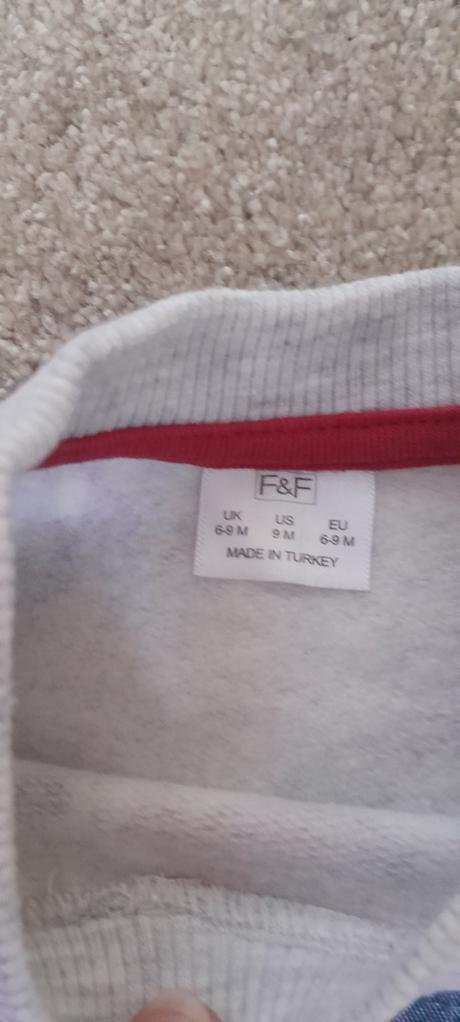 F&F
UK US EU
6-9 M 9 M 6-9 M
MADE IN TURKEY